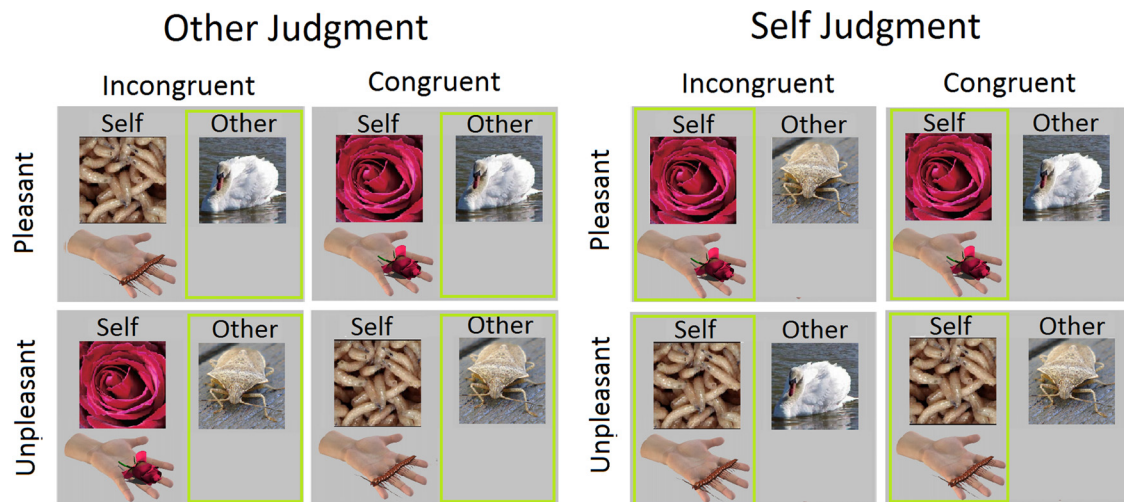 Other Judgment
Self Judgment
Incongruent
Congruent
Incongruent
Congruent
Pleasant
Self
Other
Self
Other
Pleasant
Self
Other
Self
Other
Unpleasant
Self
Other
Self
Other
Unpleasant
Self
Other
Self
Other